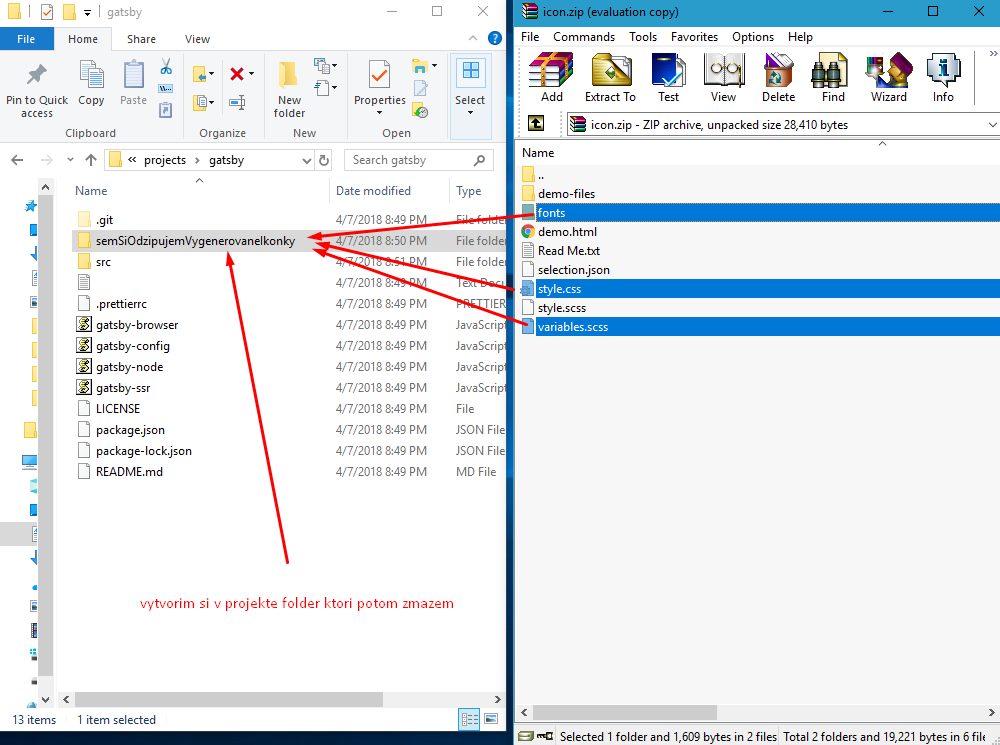 gatsby
File Home Share View
Pin to Quick access
Copy
Paste
Clipboard
Organize
New folder
New
Properties
Open
Select
« projects › gatsby
Search gatsby
Name Date modified Type
.git 4/7/2018 8:49 PM File folder
semSiOdzipujemVygenerovaneIkonky 4/7/2018 8:50 PM File folder
src 4/7/2018 8:51 PM File folder
4/7/2018 8:49 PM Text Docu
.prettierrc 4/7/2018 8:49 PM PRETTIER
gatsby-browser 4/7/2018 8:49 PM JavaScript
gatsby-config 4/7/2018 8:49 PM JavaScript
gatsby-node 4/7/2018 8:49 PM JavaScript
gatsby-ssr 4/7/2018 8:49 PM JavaScript
LICENSE 4/7/2018 8:49 PM File
package.json 4/7/2018 8:49 PM JSON File
package-lock.json 4/7/2018 8:49 PM JSON File
README.md 4/7/2018 8:49 PM MD File
vytvorim si v projekte folder ktori potom zmazem
13 items 1 item selected
icon.zip (evaluation copy)
File Commands Tools Favorites Options Help
Add Extract To Test View Delete Find Wizard Info
icon.zip - ZIP archive, unpacked size 28,410 bytes
Name
..
demo-files
fonts
demo.html
Read Me.txt
selection.json
style.css
style.scss
variables.scss
Selected 1 folder and 1,609 bytes in 2 files Total 2 folders and 19,221 bytes in 6 file